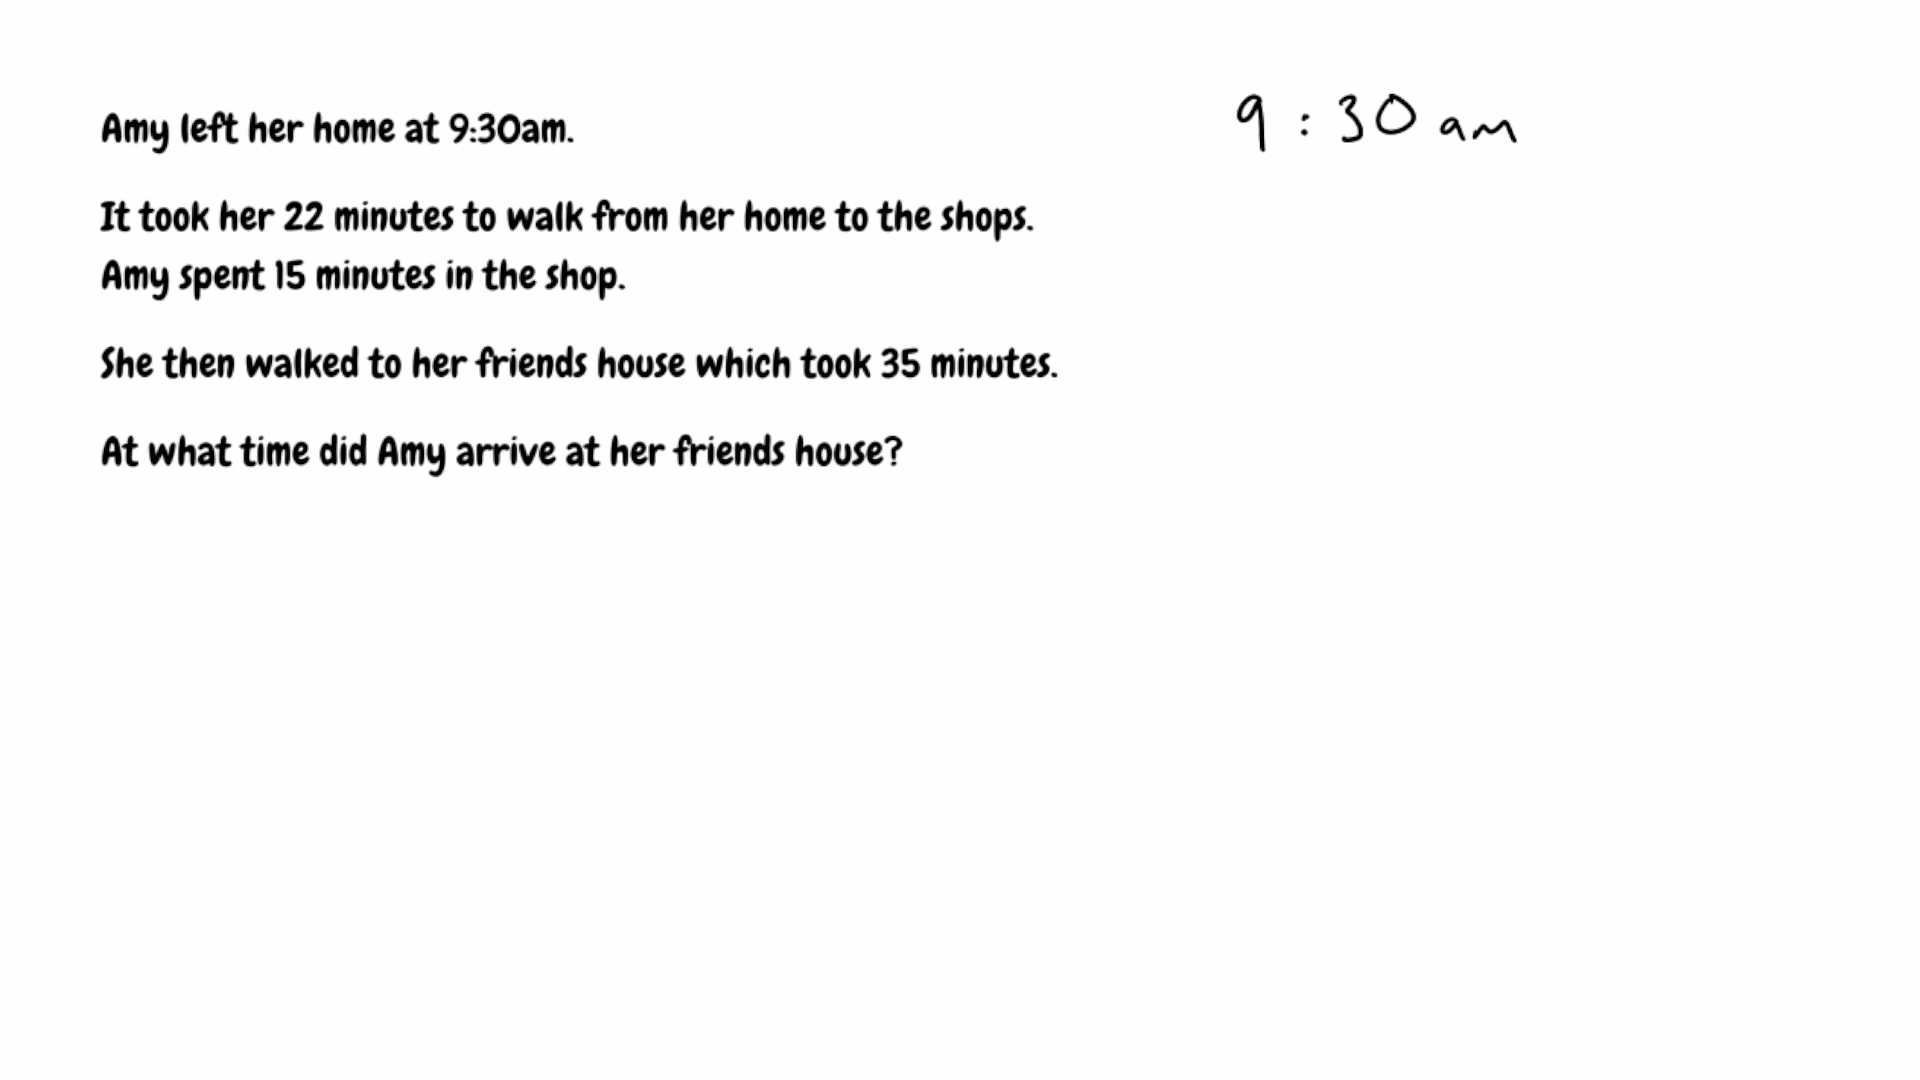 Amy left her home at 9:30am.
9:30 am
It took her 22 minutes to walk from her home to the shops.
Amy spent 15 minutes in the shop.
She then walked to her friends house which took 35 minutes.
At what time did Amy arrive at her friends house?